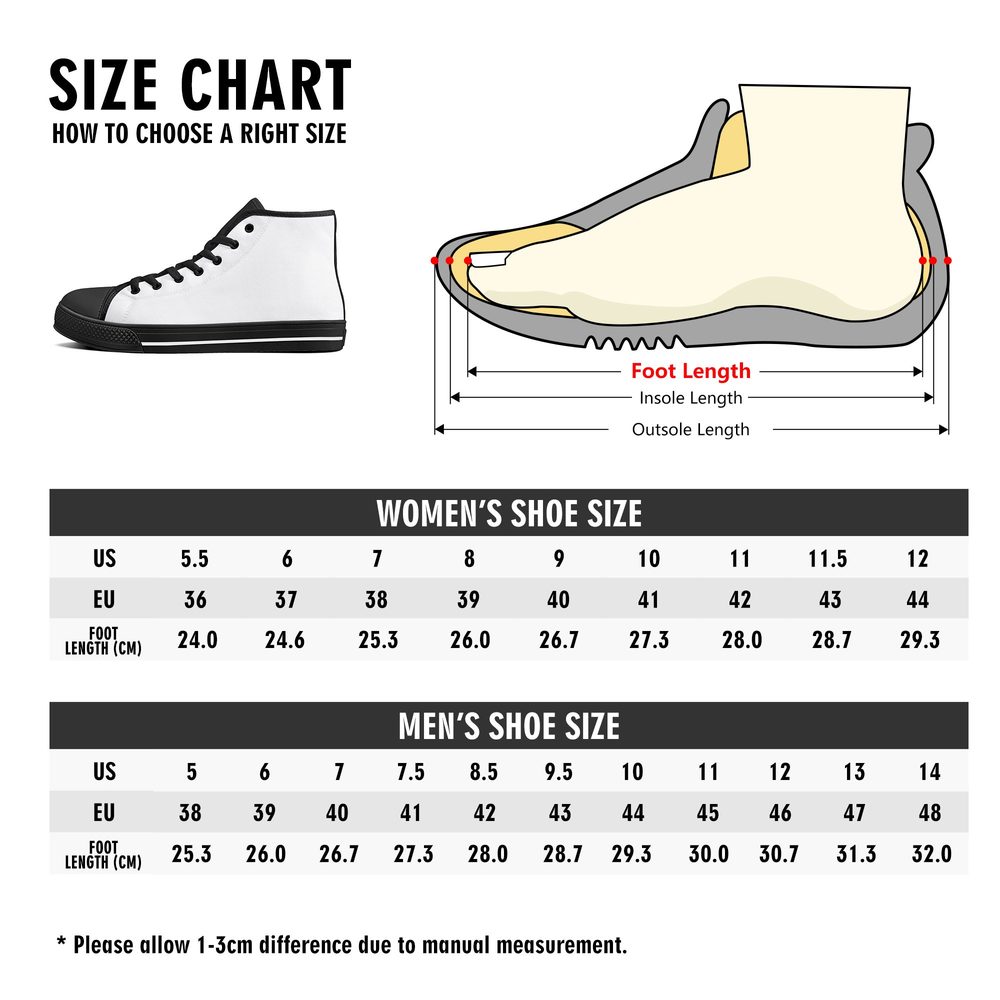 SIZE CHART
HOW TO CHOOSE A RIGHT SIZE
Foot Length
Insole Length
Outsole Length
WOMEN'S SHOE SIZE
US 5.5 6 7 8 9 10 11 11.5 12
EU 36 37 38 39 40 41 42 43 44
FOOT
LENGTH (CM) 24.0 24.6 25.3 26.0 26.7 27.3 28.0 28.7 29.3
MEN'S SHOE SIZE
US 5 6 7 7.5 8.5 9.5 10 11 12 13 14
EU 38 39 40 41 42 43 44 45 46 47 48
FOOT
LENGTH (CM) 25.3 26.0 26.7 27.3 28.0 28.7 29.3 30.0 30.7 31.3 32.0
* Please allow 1-3cm difference due to manual measurement.